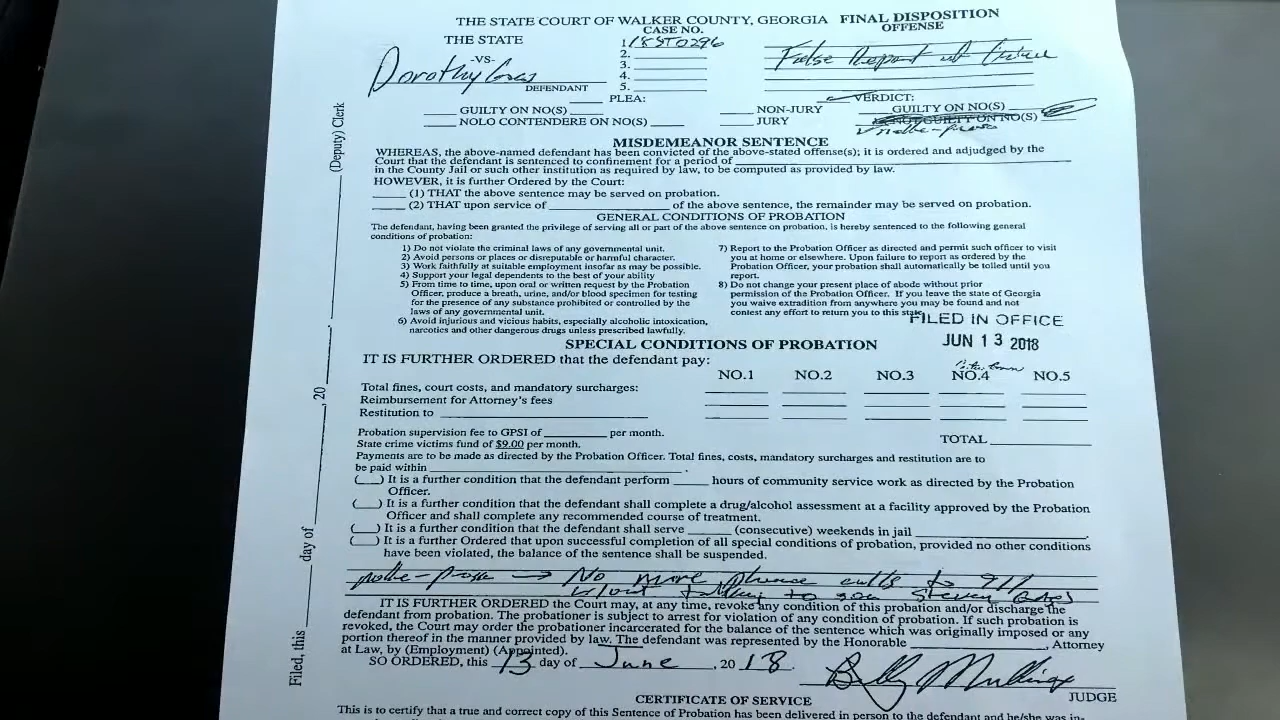 THE STATE COURT OF WALKER COUNTY, GEORGIA FINAL DISPOSITION
CASE NO. OFFENSE
THE STATE 1. 18ST0296
-VS- 2. False Report of Crime
Dorothy 3.
4.
DEFENDANT 5.
PLEA: VERDICT:
GUILTY ON NO(S) NON-JURY GUILTY ON NO(S)
NOLO CONTENDERE ON NO(S) JURY NOT GUILTY ON NO(S)
nolle-pross
MISDEMEANOR SENTENCE
WHEREAS, the above-named defendant has been convicted of the above-stated offense(s); it is ordered and adjudged by the
Court that the defendant is sentenced to confinement for a period of
in the County Jail or such other institution as required by law, to be computed as provided by law.
HOWEVER, it is further Ordered by the Court:
(1) THAT the above sentence may be served on probation.
(2) THAT upon service of of the above sentence, the remainder may be served on probation.
GENERAL CONDITIONS OF PROBATION
The defendant, having been granted the privilege of serving all or part of the above sentence on probation, is hereby sentenced to the following general
conditions of probation:
1) Do not violate the criminal laws of any governmental unit.
2) Avoid persons or places or disreputable or harmful character.
3) Work faithfully at suitable employment insofar as may be possible.
4) Support your legal dependents to the best of your ability
5) From time to time, upon oral or written request by the Probation
Officer, produce a breath, urine, and/or blood specimen for testing
for the presence of any substance prohibited or controlled by the
laws of any governmental unit.
6) Avoid injurious and vicious habits, especially alcoholic intoxication,
narcotics and other dangerous drugs unless prescribed lawfully.
7) Report to the Probation Officer as directed and permit such officer to visit
you at home or elsewhere. Upon failure to report as ordered by the
Probation Officer, your probation shall automatically be tolled until you
report.
8) Do not change your present place of abode without prior
permission of the Probation Officer. If you leave the state of Georgia
you waive extradition from anywhere you may be found and not
contest any effort to return you to this state.
FILED IN OFFICE
JUN 13 2018
SPECIAL CONDITIONS OF PROBATION
IT IS FURTHER ORDERED that the defendant pay:
NO.1 NO.2 NO.3 NO.4 NO.5
Total fines, court costs, and mandatory surcharges:
Reimbursement for Attorney's fees
Restitution to
Probation supervision fee to GPSI of per month.
State crime victims fund of $9.00 per month. TOTAL
Payments are to be made as directed by the Probation Officer. Total fines, costs, mandatory surcharges and restitution are to
be paid within .
( ) It is a further condition that the defendant perform hours of community service work as directed by the Probation
Officer.
( ) It is a further condition that the defendant shall complete a drug/alcohol assessment at a facility approved by the Probation
Officer and shall complete any recommended course of treatment.
( ) It is a further condition that the defendant shall serve (consecutive) weekends in jail .
( ) It is a further Ordered that upon successful completion of all special conditions of probation, provided no other conditions
have been violated, the balance of the sentence shall be suspended.
nolle-pross → No more phone calls to 911
w/out talking to son Steven
IT IS FURTHER ORDERED the Court may, at any time, revoke any condition of this probation and/or discharge the
defendant from probation. The probationer is subject to arrest for violation of any condition of probation. If such probation is
revoked, the Court may order the probationer incarcerated for the balance of the sentence which was originally imposed or any
portion thereof in the manner provided by law. The defendant was represented by the Honorable , Attorney
at Law, by (Employment) (Appointed).
SO ORDERED, this 13 day of June , 20 18 .
Billy Mullinax
JUDGE
CERTIFICATE OF SERVICE
This is to certify that a true and correct copy of this Sentence of Probation has been delivered in person to the defendant and he/she was in-
Filed, this day of , 20 . (Deputy) Clerk